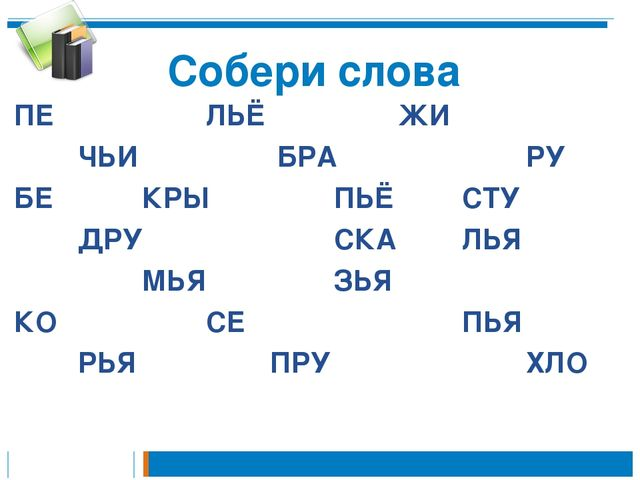 Собери слова
ПЕ ЛЬЁ ЖИ
ЧЬИ БРА РУ
БЕ КРЫ ПЬЁ СТУ
ДРУ СКА ЛЬЯ
МЬЯ ЗЬЯ
КО СЕ ПЬЯ
РЬЯ ПРУ ХЛО